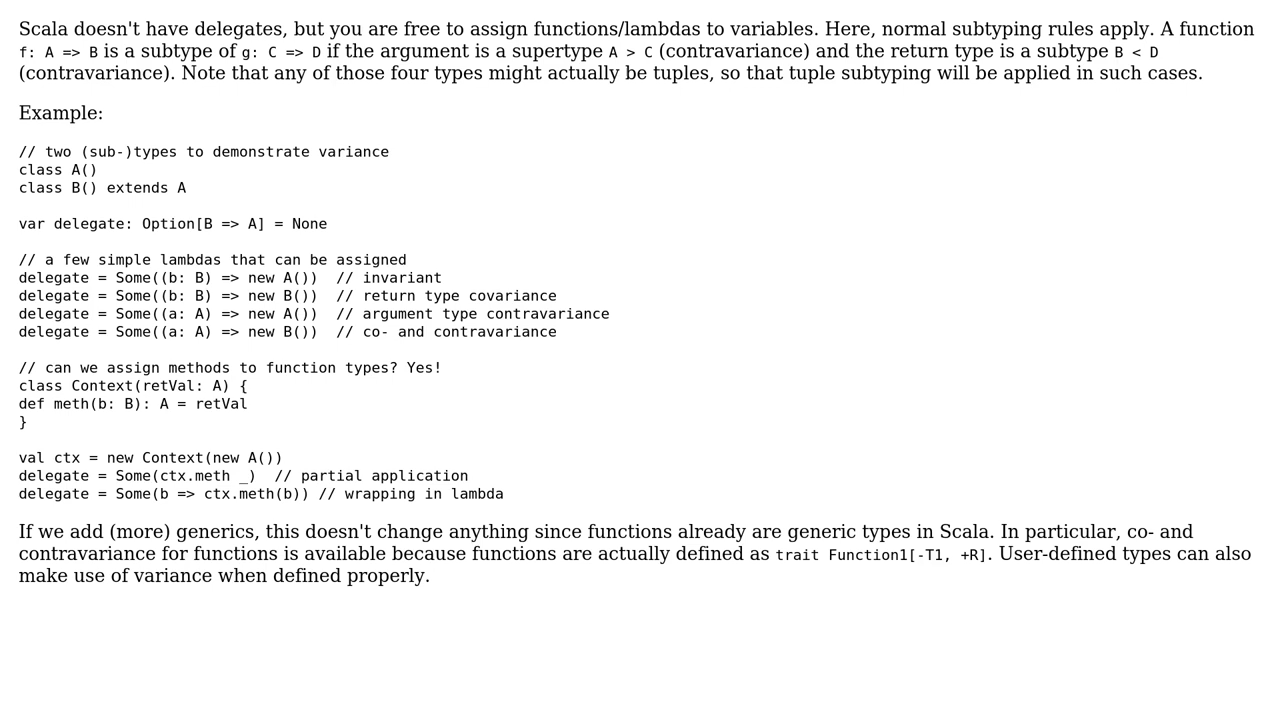 Scala doesn't have delegates, but you are free to assign functions/lambdas to variables. Here, normal subtyping rules apply. A function
f: A => B is a subtype of g: C => D if the argument is a supertype A > C (contravariance) and the return type is a subtype B < D
(contravariance). Note that any of those four types might actually be tuples, so that tuple subtyping will be applied in such cases.
Example:
// two (sub-)types to demonstrate variance
class A()
class B() extends A
var delegate: Option[B => A] = None
// a few simple lambdas that can be assigned
delegate = Some((b: B) => new A())  // invariant
delegate = Some((b: B) => new B())  // return type covariance
delegate = Some((a: A) => new A())  // argument type contravariance
delegate = Some((a: A) => new B())  // co- and contravariance
// can we assign methods to function types? Yes!
class Context(retVal: A) {
def meth(b: B): A = retVal
}
val ctx = new Context(new A())
delegate = Some(ctx.meth _)  // partial application
delegate = Some(b => ctx.meth(b)) // wrapping in lambda
If we add (more) generics, this doesn't change anything since functions already are generic types in Scala. In particular, co- and
contravariance for functions is available because functions are actually defined as trait Function1[-T1, +R]. User-defined types can also
make use of variance when defined properly.